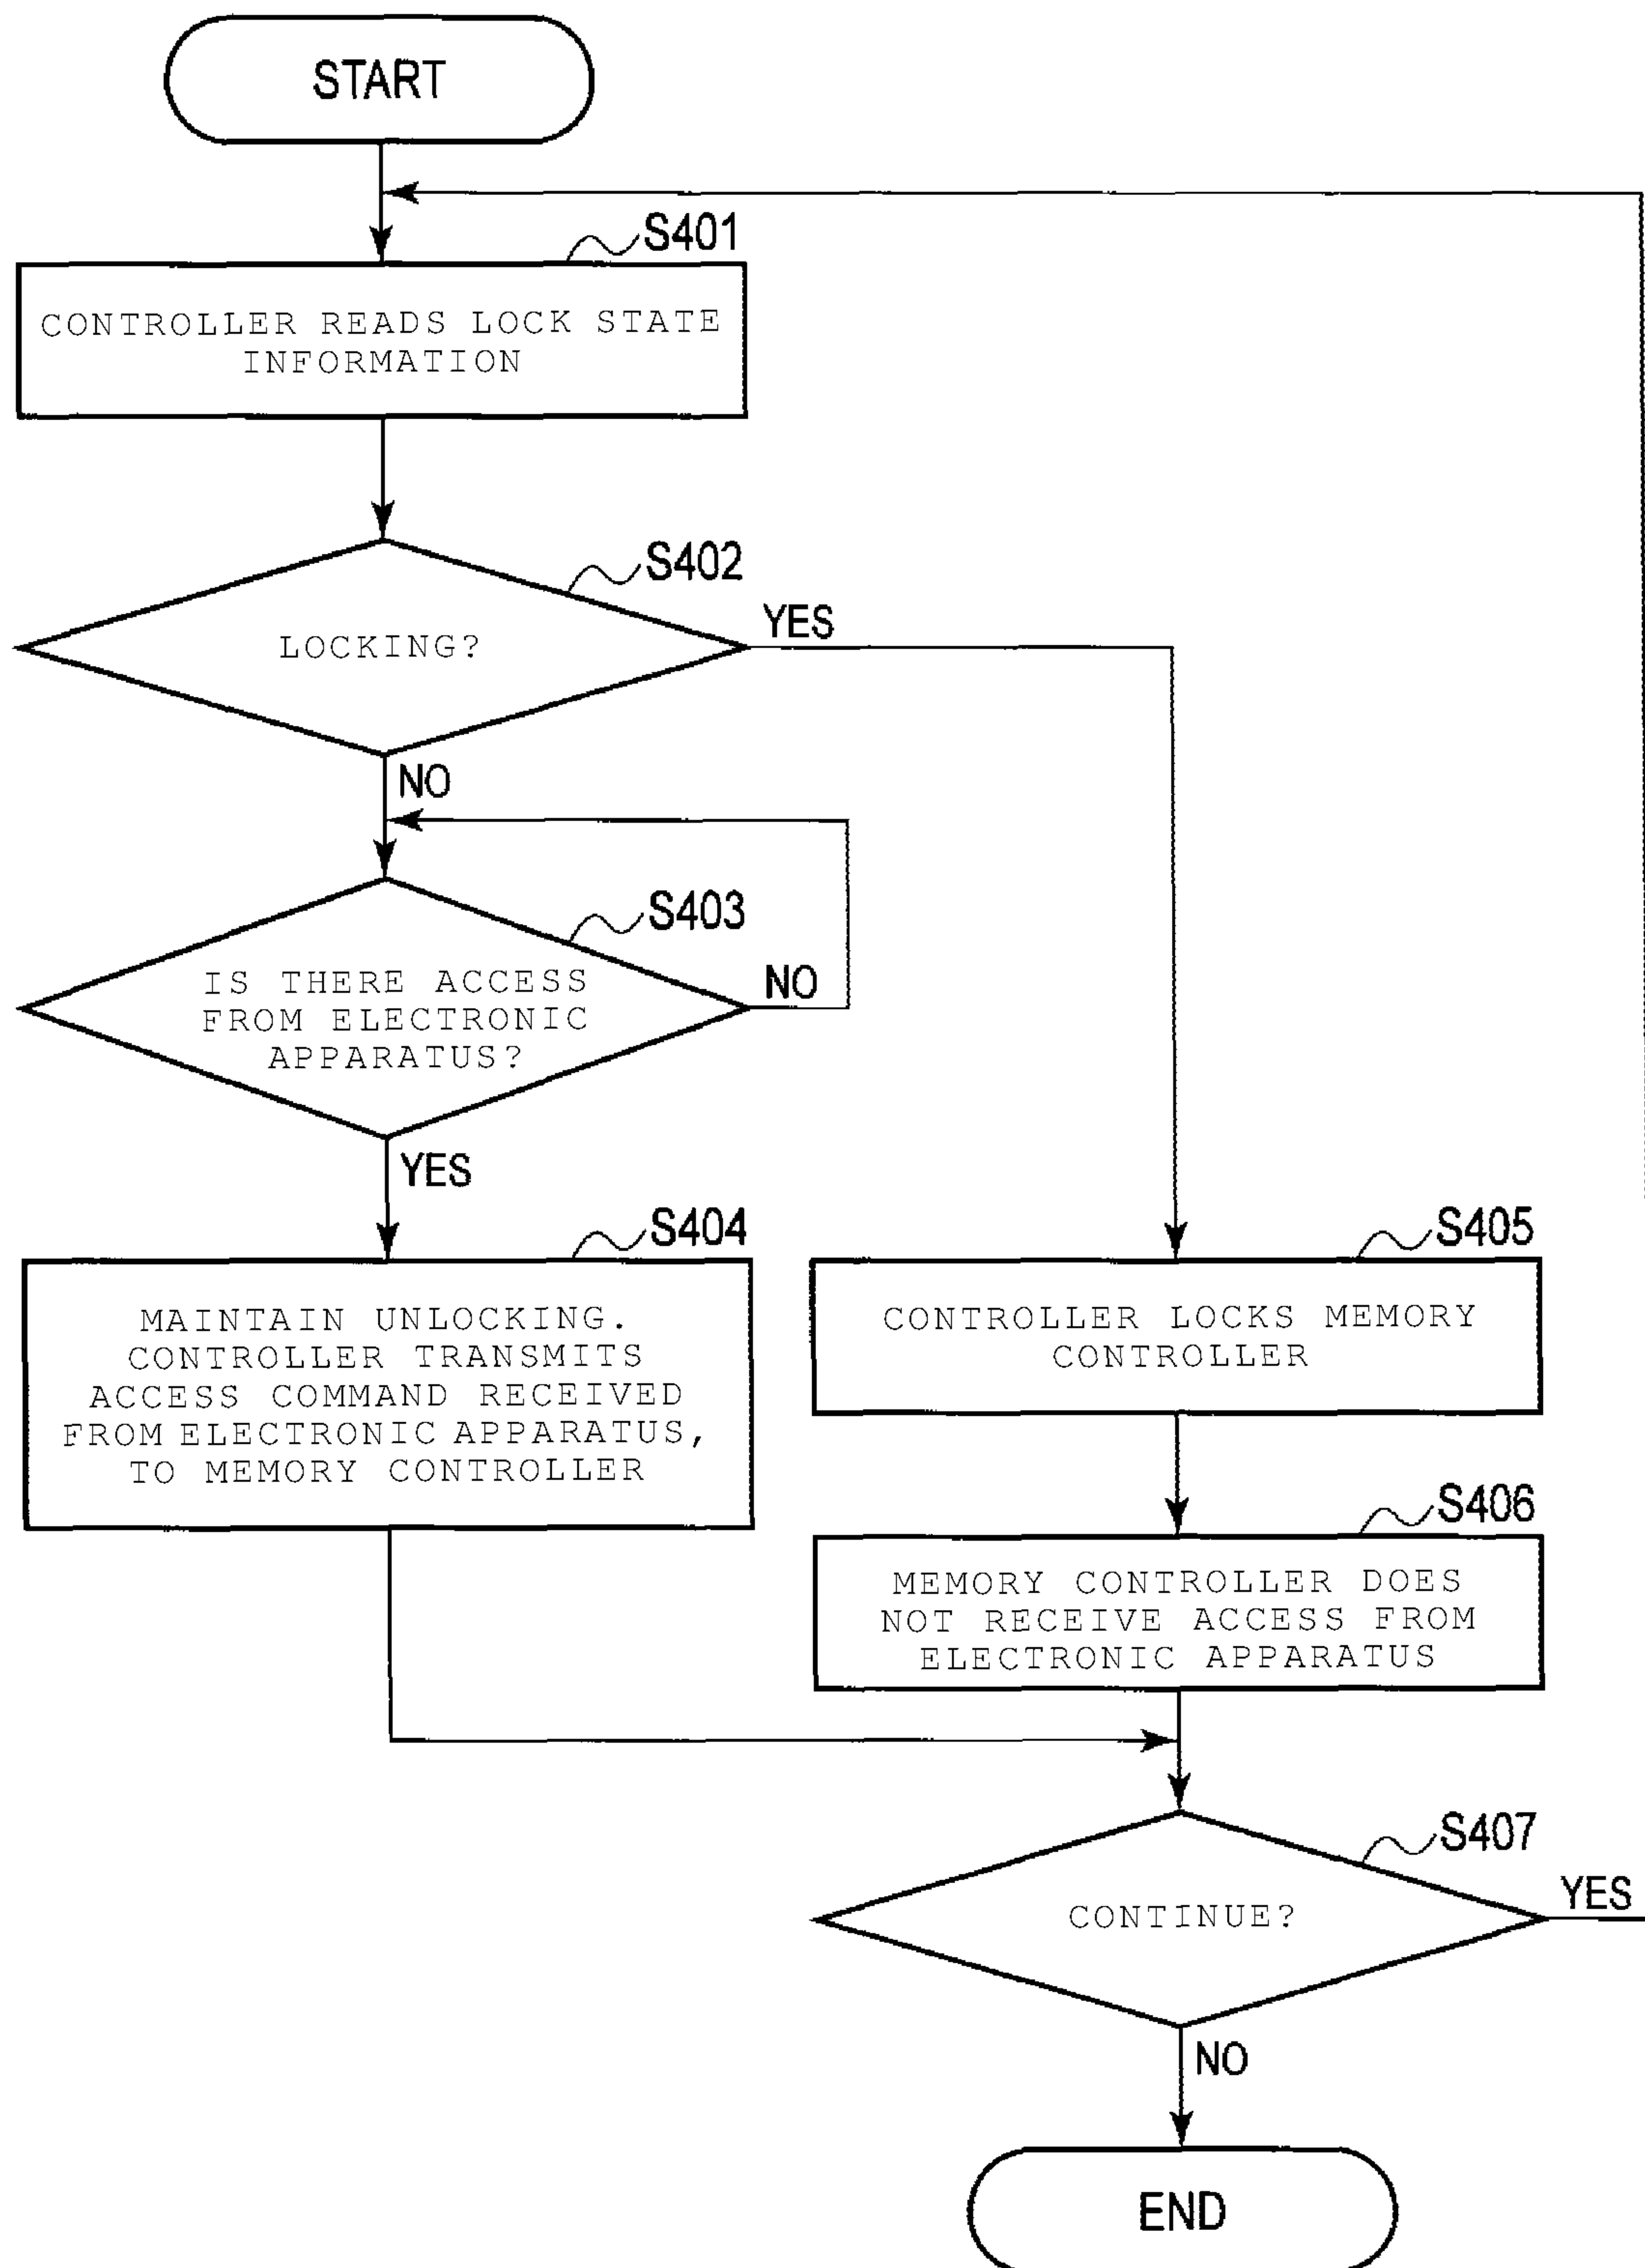 START
S401
CONTROLLER READS LOCK STATE
INFORMATION
S402
LOCKING?
YES
NO
S403
IS THERE ACCESS
FROM ELECTRONIC
APPARATUS?
NO
YES
S404
MAINTAIN UNLOCKING.
CONTROLLER TRANSMITS
ACCESS COMMAND RECEIVED
FROM ELECTRONIC APPARATUS,
TO MEMORY CONTROLLER
S405
CONTROLLER LOCKS MEMORY
CONTROLLER
S406
MEMORY CONTROLLER DOES
NOT RECEIVE ACCESS FROM
ELECTRONIC APPARATUS
S407
CONTINUE?
YES
NO
END